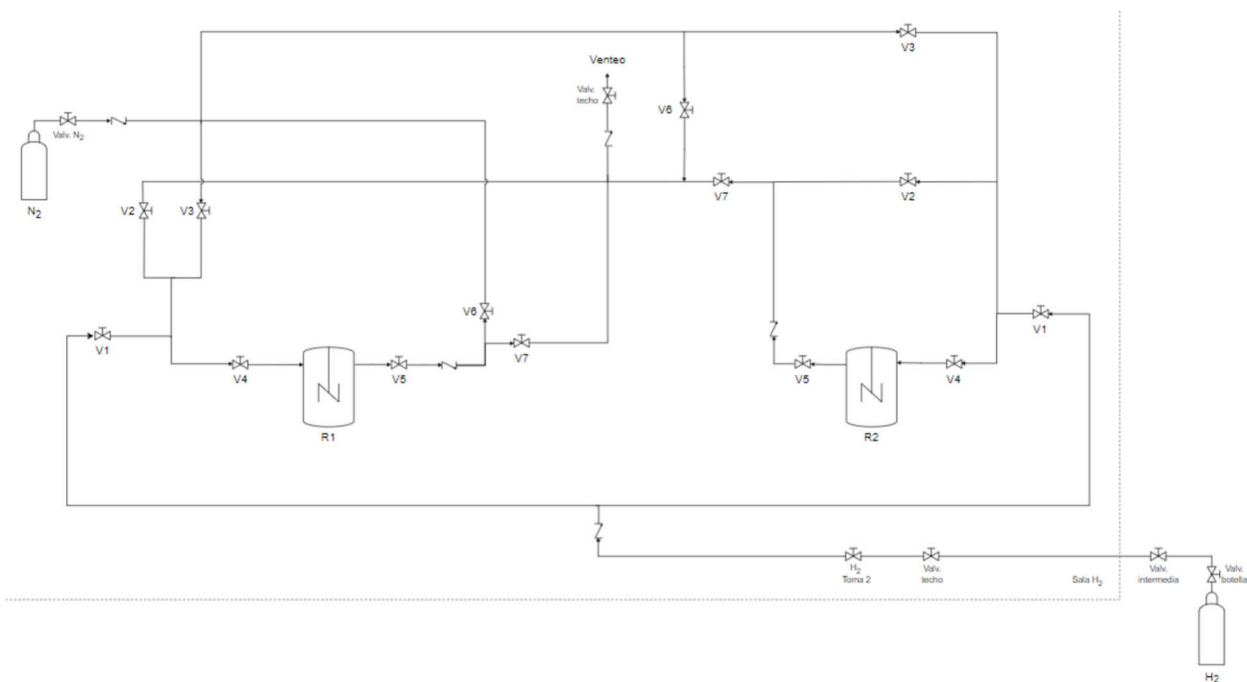 V3
Venteo
Valv.
techo
V6
Valv. N2
N2
V2
V3
V7
V2
V6
V1
V7
V1
V4
V5
V5
V4
R1
R2
H2
Toma 2
Valv.
techo
Sala H2
Valv.
intermedia
Valv.
botella
H2